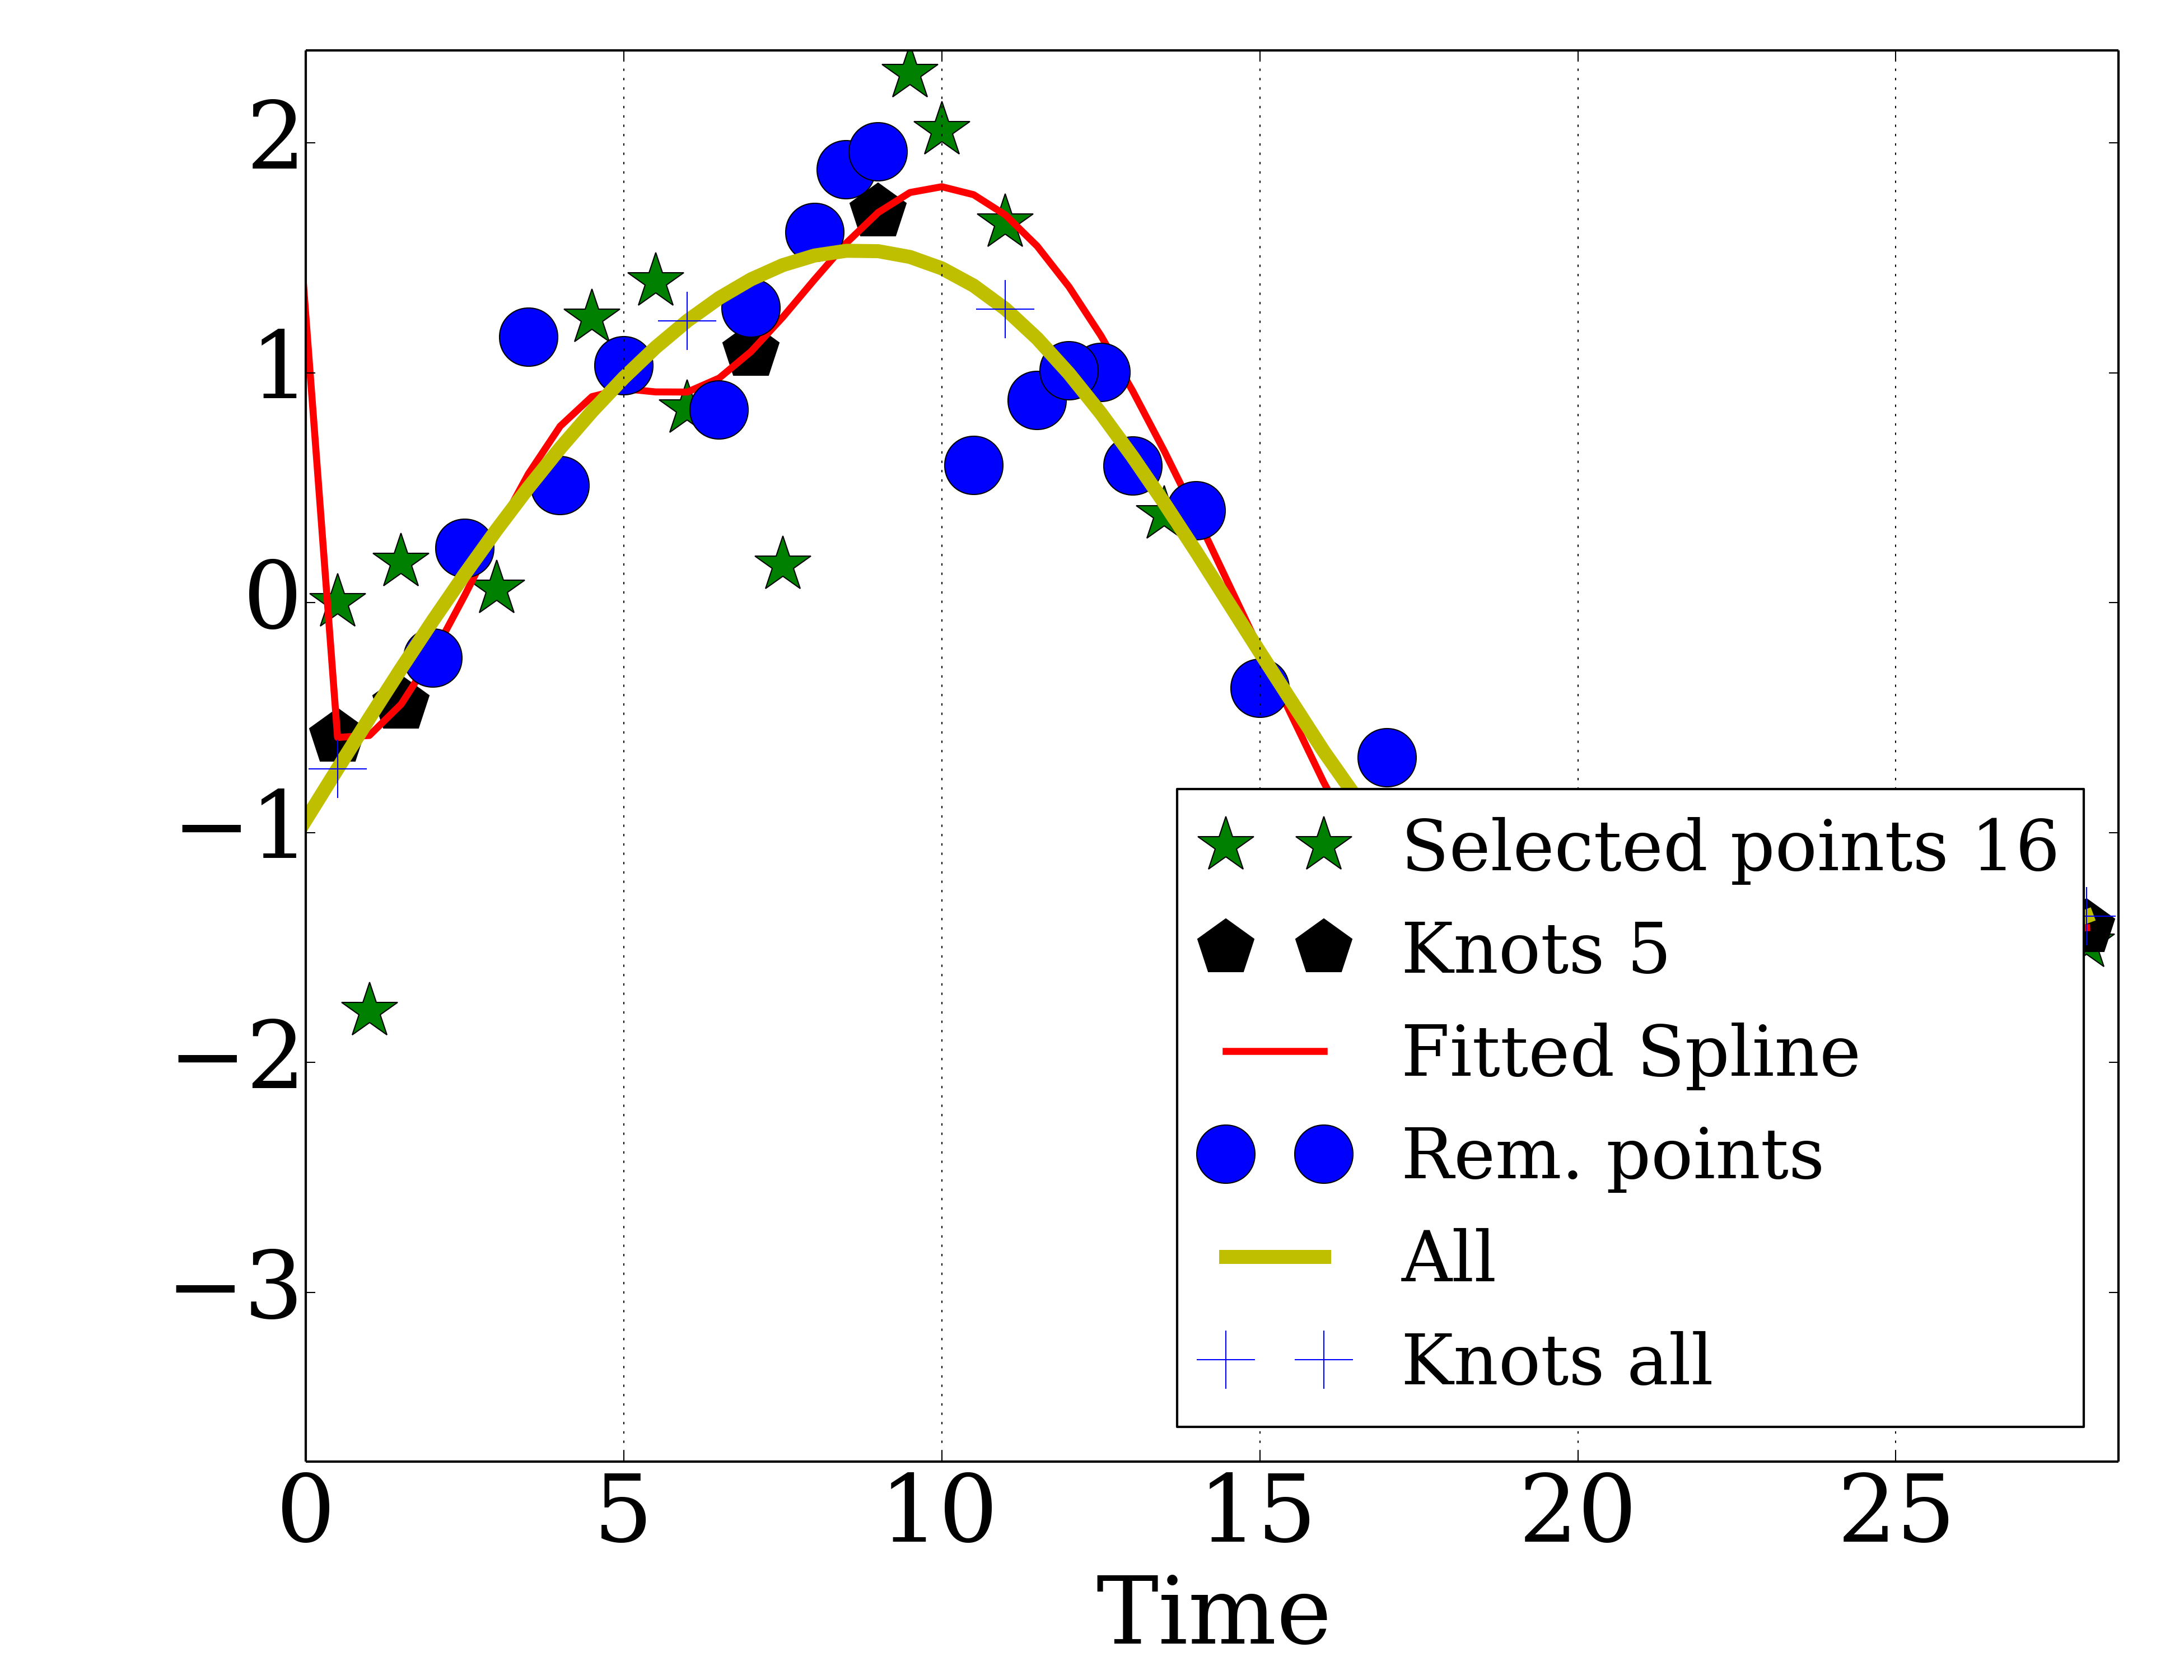 2
1
0
−1
−2
−3
0 5 10 15 20 25
Time
Selected points 16
Knots 5
Fitted Spline
Rem. points
All
Knots all